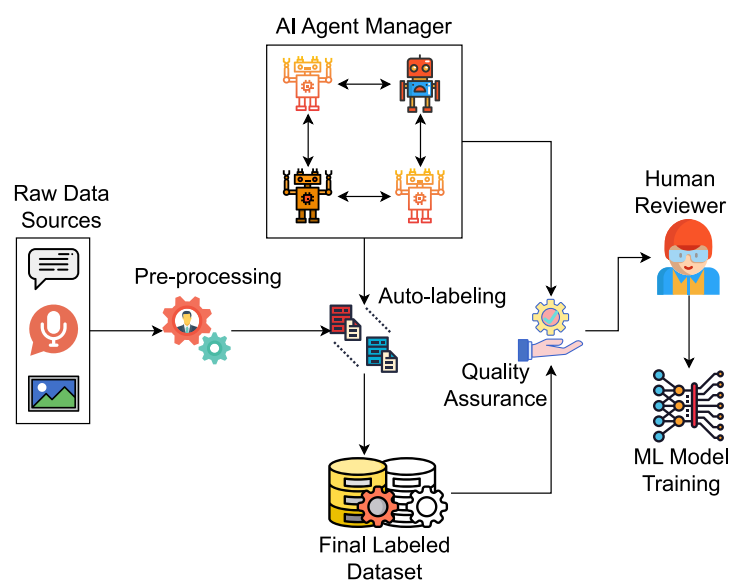 AI Agent Manager
Raw Data
Sources
Pre-processing
Auto-labeling
Human
Reviewer
Quality
Assurance
ML Model
Training
Final Labeled
Dataset